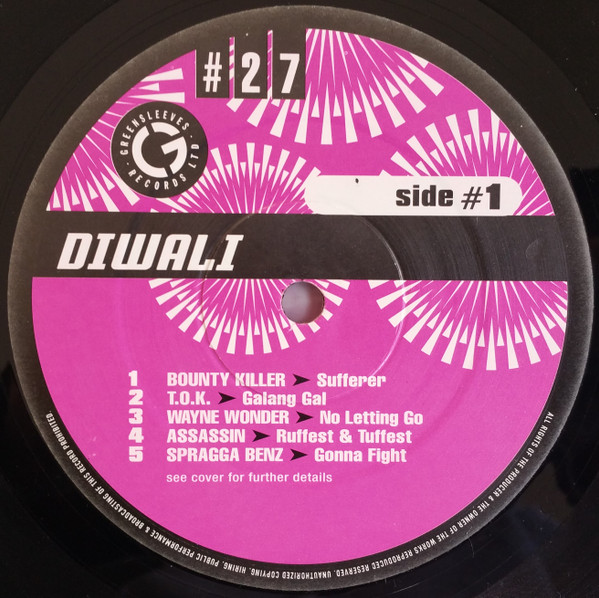 #27
GREENSLEEVES · RECORDS LTD ·
G
side #1
DIWALI
1 BOUNTY KILLER ➤ Sufferer
2 T.O.K. ➤ Galang Gal
3 WAYNE WONDER ➤ No Letting Go
4 ASSASSIN ➤ Ruffest & Tuffest
5 SPRAGGA BENZ ➤ Gonna Fight
see cover for further details
ALL RIGHTS OF THE PRODUCER & THE OWNER OF THE WORKS REPRODUCED RESERVED. UNAUTHORIZED COPYING, HIRING, PUBLIC PERFORMANCE & BROADCASTING OF THIS RECORD PROHIBITED.